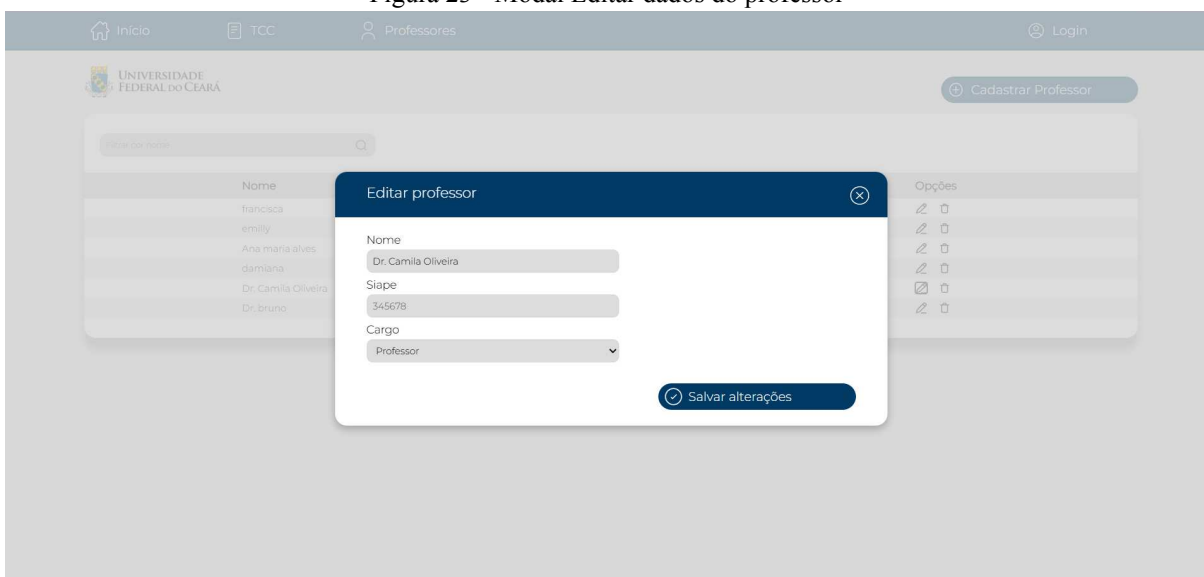 Figura 25 - Modal Editar dados do professor
Início TCC Professores Login
UNIVERSIDADE
FEDERAL DO CEARÁ
Cadastrar Professor
Nome Opções
francisca
emilly
Ana maria alves
damiana
Dr. Camila Oliveira
Dr. bruno
Editar professor
Nome
Dr. Camila Oliveira
Siape
345678
Cargo
Professor
Salvar alterações